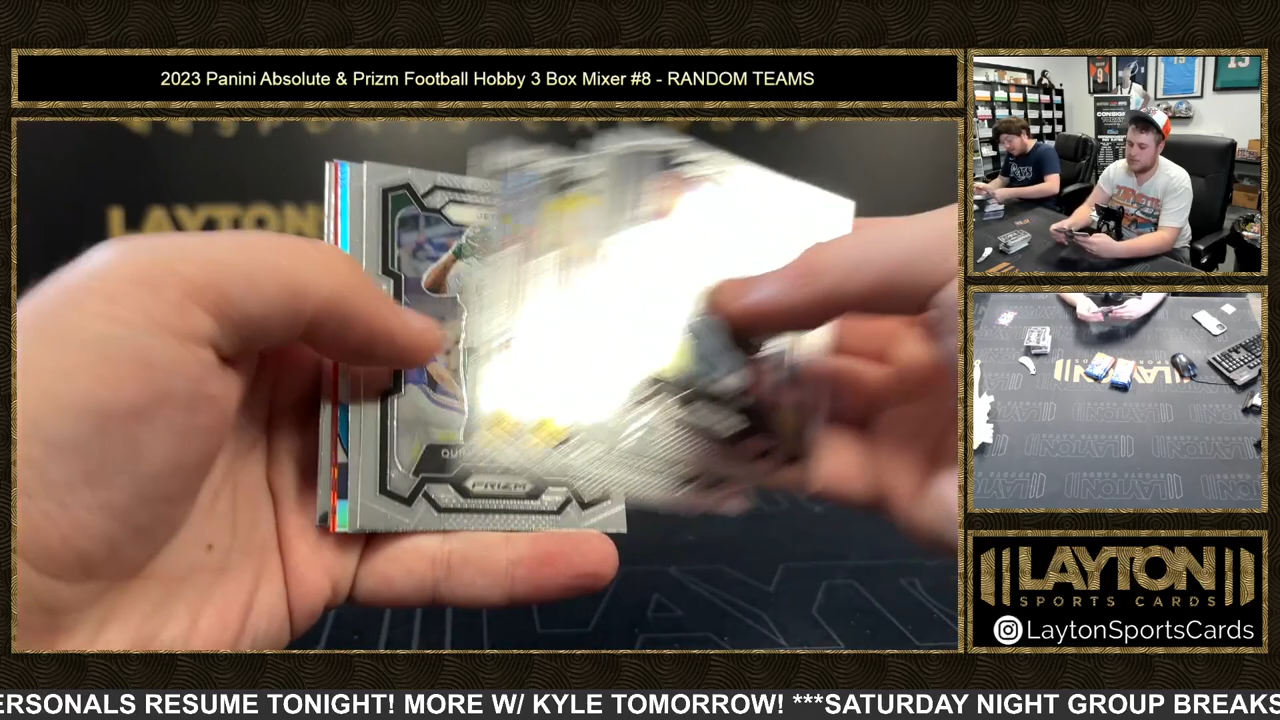 2023 Panini Absolute & Prizm Football Hobby 3 Box Mixer #8 - RANDOM TEAMS
LAYTON
PRIZM
LAYTON
SPORTS CARDS
LaytonSportsCards
ERSONALS RESUME TONIGHT! MORE W/ KYLE TOMORROW! ***SATURDAY NIGHT GROUP BREAKS